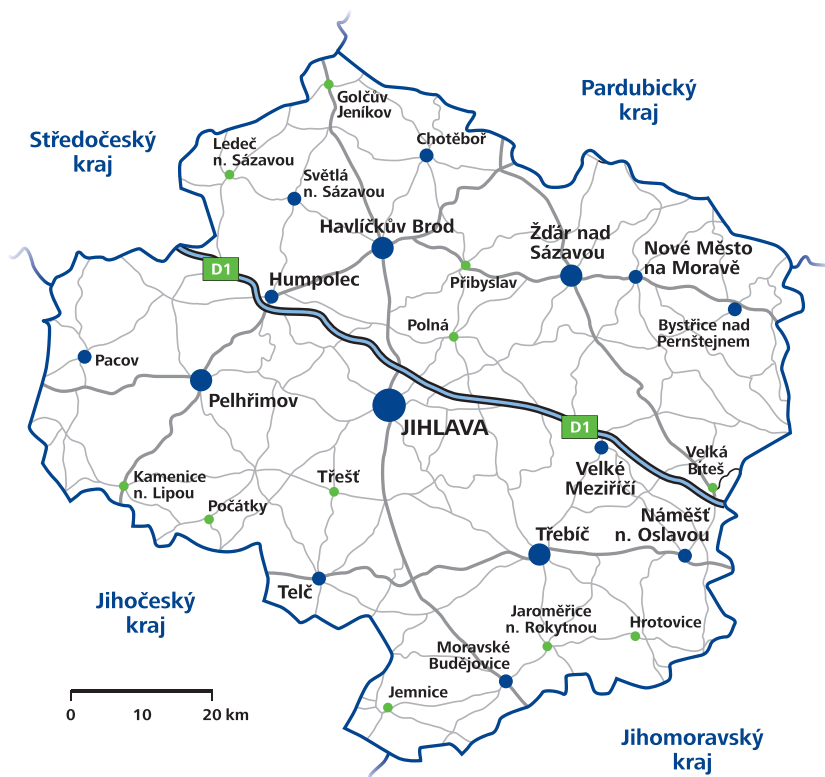 Pardubický
kraj
Středočeský
kraj
Golčův
Jeníkov
Chotěboř
Ledeč
n. Sázavou
Světlá
n. Sázavou
Havlíčkův Brod
Žďár nad
Sázavou
Nové Město
na Moravě
D1
Humpolec
Přibyslav
Polná
Bystřice nad
Pernštejnem
Pacov
Pelhřimov
JIHLAVA
D1
Velké
Meziříčí
Velká
Bíteš
Kamenice
n. Lipou
Třešť
Počátky
Náměšť
n. Oslavou
Třebíč
Telč
Jihočeský
kraj
Jaroměřice
n. Rokytnou
Hrotovice
Moravské
Budějovice
Jemnice
0 10 20 km
Jihomoravský
kraj